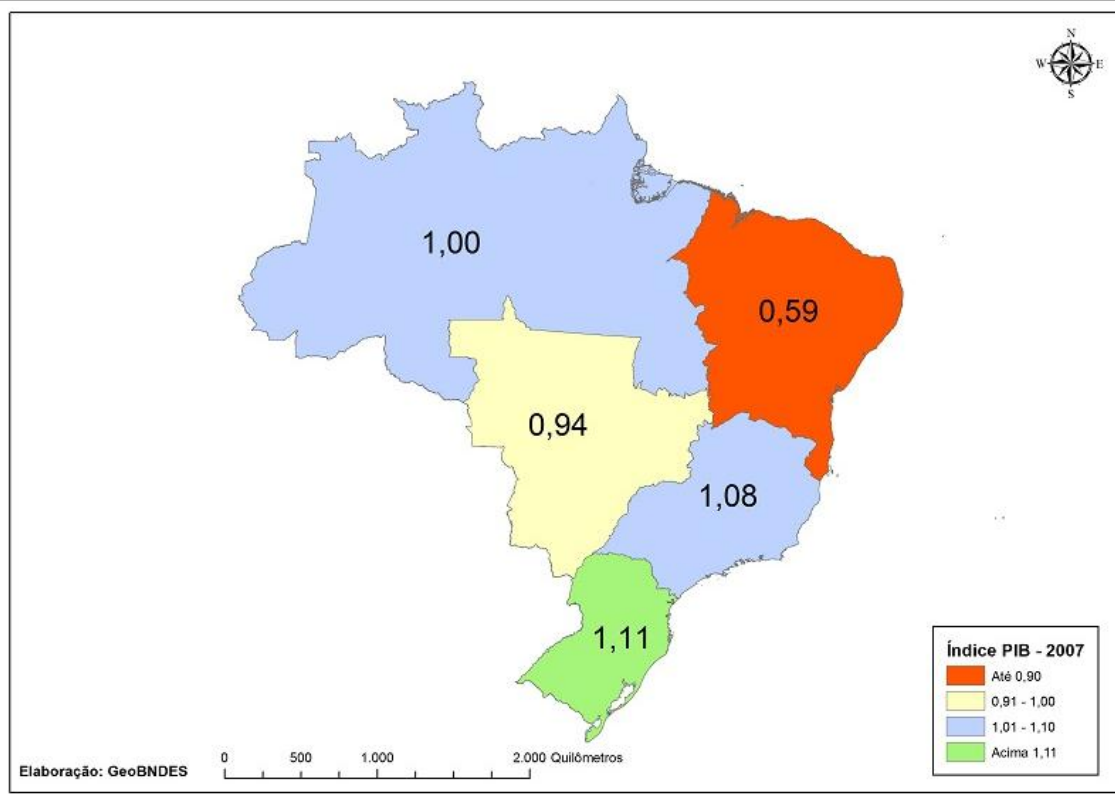 N
W E
S
1,00
0,59
0,94
1,08
1,11
Índice PIB - 2007
Até 0,90
0,91 - 1,00
1,01 - 1,10
Acima 1,11
0 500 1.000 2.000 Quilômetros
Elaboração: GeoBNDES